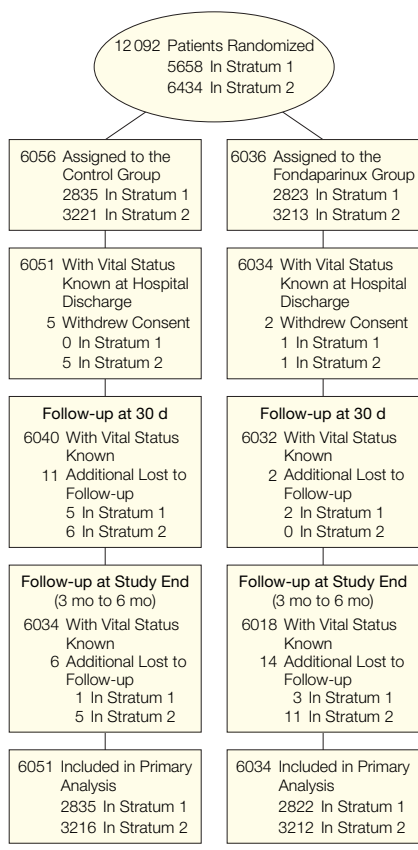 12 092 Patients Randomized
5658 In Stratum 1
6434 In Stratum 2
6056 Assigned to the
Control Group
2835 In Stratum 1
3221 In Stratum 2
6051 With Vital Status
Known at Hospital
Discharge
5 Withdrew Consent
0 In Stratum 1
5 In Stratum 2
Follow-up at 30 d
6040 With Vital Status
Known
11 Additional Lost to
Follow-up
5 In Stratum 1
6 In Stratum 2
Follow-up at Study End
(3 mo to 6 mo)
6034 With Vital Status
Known
6 Additional Lost to
Follow-up
1 In Stratum 1
5 In Stratum 2
6051 Included in Primary
Analysis
2835 In Stratum 1
3216 In Stratum 2
6036 Assigned to the
Fondaparinux Group
2823 In Stratum 1
3213 In Stratum 2
6034 With Vital Status
Known at Hospital
Discharge
2 Withdrew Consent
1 In Stratum 1
1 In Stratum 2
Follow-up at 30 d
6032 With Vital Status
Known
2 Additional Lost to
Follow-up
2 In Stratum 1
0 In Stratum 2
Follow-up at Study End
(3 mo to 6 mo)
6018 With Vital Status
Known
14 Additional Lost to
Follow-up
3 In Stratum 1
11 In Stratum 2
6034 Included in Primary
Analysis
2822 In Stratum 1
3212 In Stratum 2